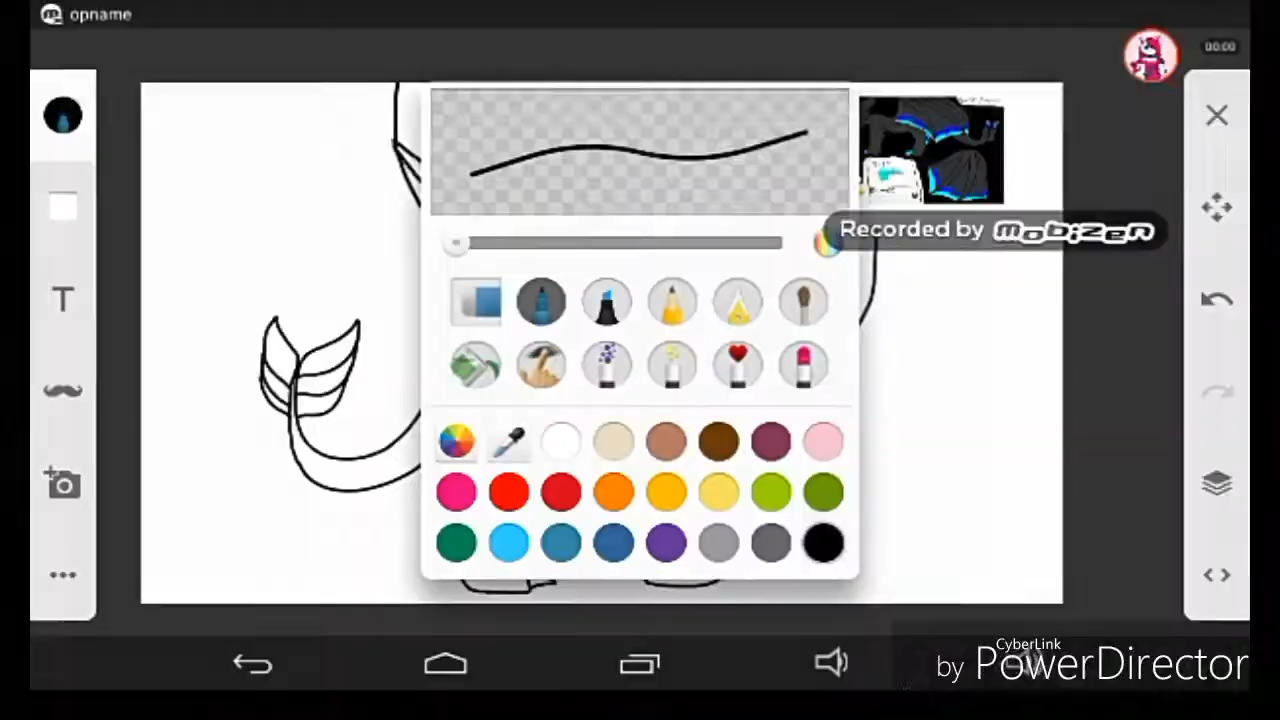 opname
00:00
Recorded by mobizen
T
CyberLink
by PowerDirector